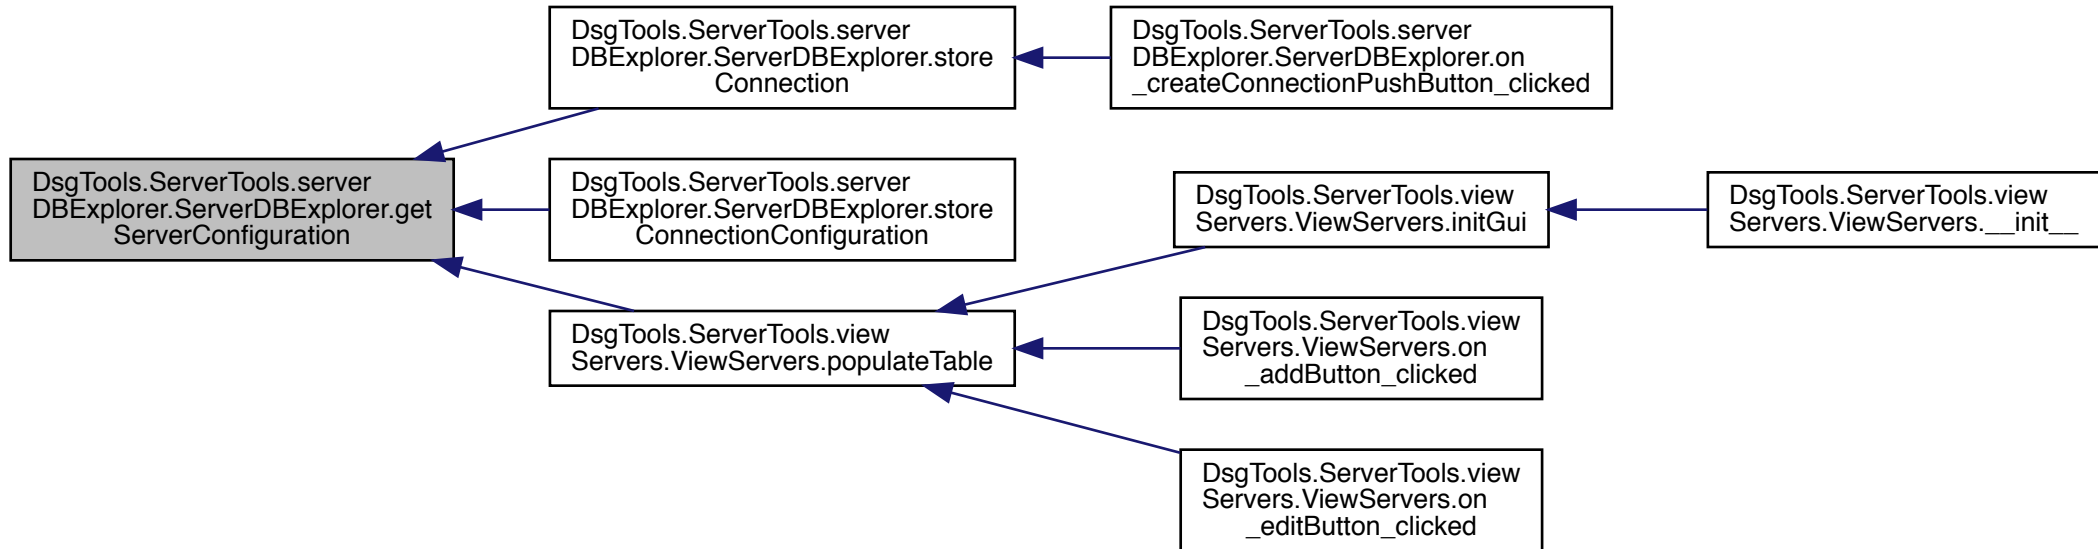 DsgTools.ServerTools.server
DBExplorer.ServerDBExplorer.get
ServerConfiguration
DsgTools.ServerTools.server
DBExplorer.ServerDBExplorer.store
Connection
DsgTools.ServerTools.server
DBExplorer.ServerDBExplorer.on
_createConnectionPushButton_clicked
DsgTools.ServerTools.server
DBExplorer.ServerDBExplorer.store
ConnectionConfiguration
DsgTools.ServerTools.view
Servers.ViewServers.populateTable
DsgTools.ServerTools.view
Servers.ViewServers.initGui
DsgTools.ServerTools.view
Servers.ViewServers.__init__
DsgTools.ServerTools.view
Servers.ViewServers.on
_addButton_clicked
DsgTools.ServerTools.view
Servers.ViewServers.on
_editButton_clicked